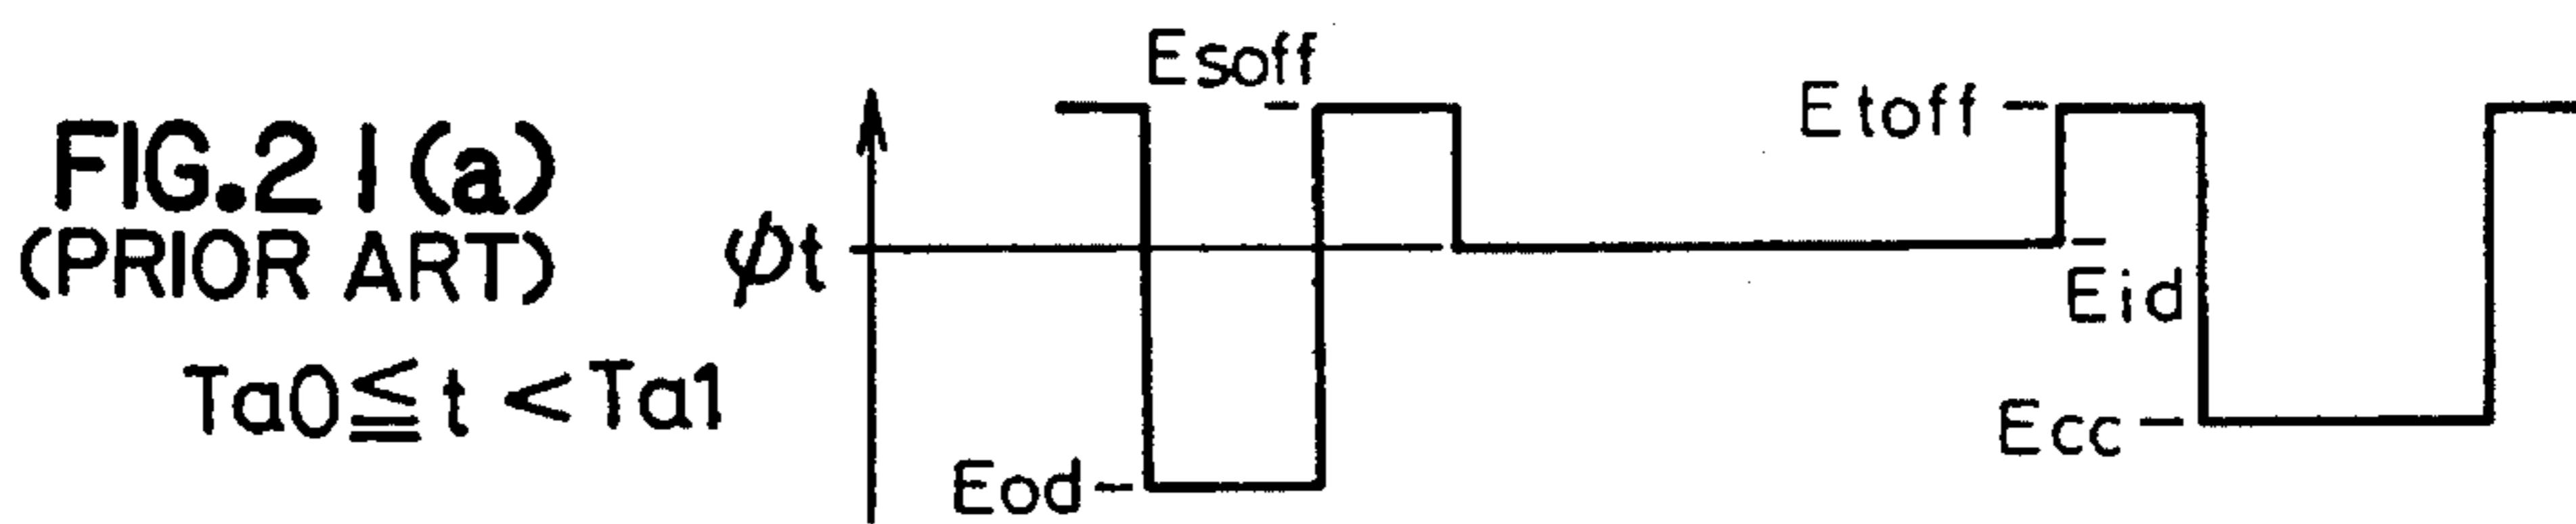 FIG.21(a)
(PRIOR ART)
Ta0≦t<Ta1
φt
Esoff
Etoff
Eid
Ecc
Eod